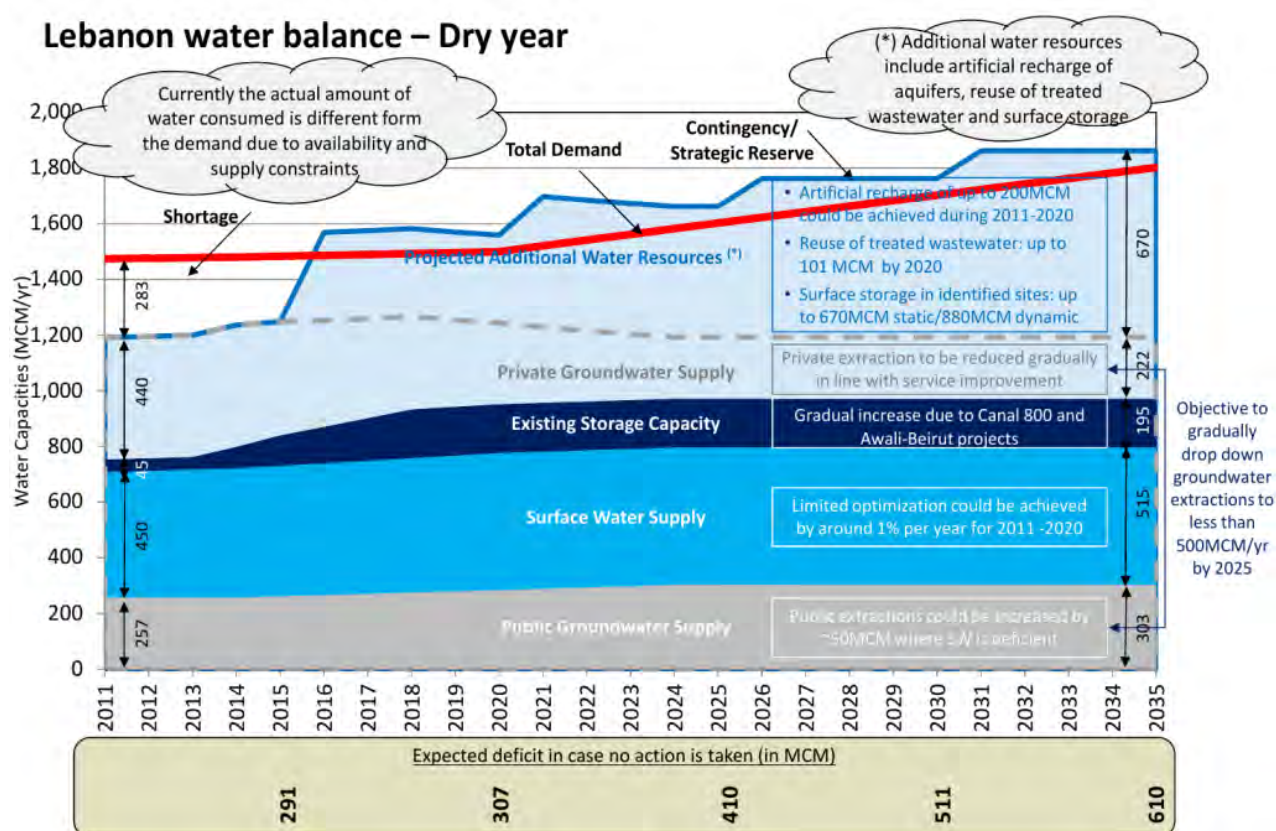 Lebanon water balance – Dry year
Currently the actual amount of
water consumed is different form
the demand due to availability and
supply constraints
(*) Additional water resources
include artificial recharge of
aquifers, reuse of treated
wastewater and surface storage
Shortage
Total Demand
Contingency/
Strategic Reserve
Water Capacities (MCM/yr)
2,000
1,800
1,600
1,400
1,200
1,000
800
600
400
200
0
283
440
45
450
257
Projected Additional Water Resources (*)
Private Groundwater Supply
Existing Storage Capacity
Surface Water Supply
Public Groundwater Supply
• Artificial recharge of up to 200MCM
could be achieved during 2011-2020
• Reuse of treated wastewater: up to
101 MCM by 2020
• Surface storage in identified sites: up
to 670MCM static/880MCM dynamic
Private extraction to be reduced gradually
in line with service improvement
Gradual increase due to Canal 800 and
Awali-Beirut projects
Limited optimization could be achieved
by around 1% per year for 2011 -2020
Public extractions could be increased by
~50MCM where SW is deficient
670
222
195
515
303
Objective to
gradually
drop down
groundwater
extractions to
less than
500MCM/yr
by 2025
2011 2012 2013 2014 2015 2016 2017 2018 2019 2020 2021 2022 2023 2024 2025 2026 2027 2028 2029 2030 2031 2032 2033 2034 2035
Expected deficit in case no action is taken (in MCM)
291 307 410 511 610